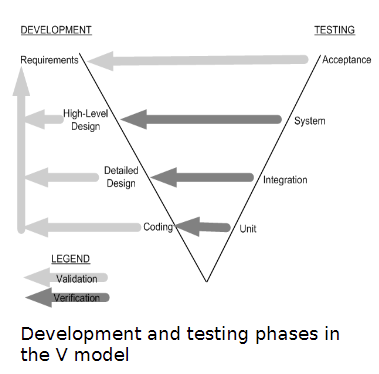 DEVELOPMENT
TESTING
Requirements
Acceptance
High-Level
Design
System
Detailed
Design
Integration
Coding
Unit
LEGEND
Validation
Verification
Development and testing phases in
the V model